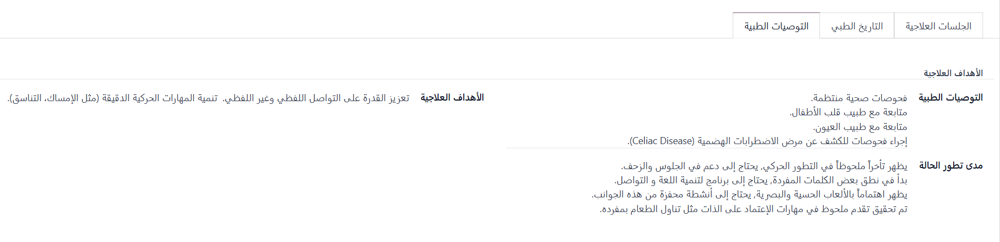 الجلسات العلاجية
التاريخ الطبي
التوصيات الطبية
الأهداف العلاجية
التوصيات الطبية
فحوصات صحية منتظمة.
متابعة مع طبيب قلب الأطفال.
متابعة مع طبيب العيون.
إجراء فحوصات للكشف عن مرض الاضطرابات الهضمية (Celiac Disease).
مدى تطور الحالة
يظهر تأخراً ملحوظاً في التطور الحركي, يحتاج إلى دعم في الجلوس والزحف.
بدأ في نطق بعض الكلمات المفردة, يحتاج إلى برنامج لتنمية اللغة و التواصل.
يظهر اهتماماً بالألعاب الحسية والبصرية, يحتاج إلى أنشطة محفزة من هذه الجوانب.
تم تحقيق تقدم ملحوظ في مهارات الإعتماد على الذات مثل تناول الطعام بمفرده.
الأهداف العلاجية
تعزيز القدرة على التواصل اللفظي وغير اللفظي. تنمية المهارات الحركية الدقيقة (مثل الإمساك، التناسق).